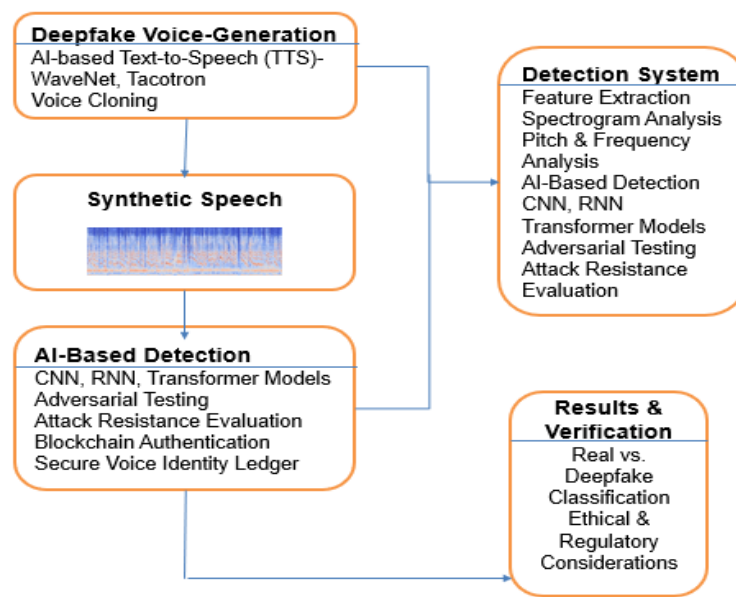 Deepfake Voice-Generation
AI-based Text-to-Speech (TTS)-
WaveNet, Tacotron
Voice Cloning
Synthetic Speech
AI-Based Detection
CNN, RNN, Transformer Models
Adversarial Testing
Attack Resistance Evaluation
Blockchain Authentication
Secure Voice Identity Ledger
Detection System
Feature Extraction
Spectrogram Analysis
Pitch & Frequency
Analysis
AI-Based Detection
CNN, RNN
Transformer Models
Adversarial Testing
Attack Resistance
Evaluation
Results &
Verification
Real vs.
Deepfake
Classification
Ethical &
Regulatory
Considerations